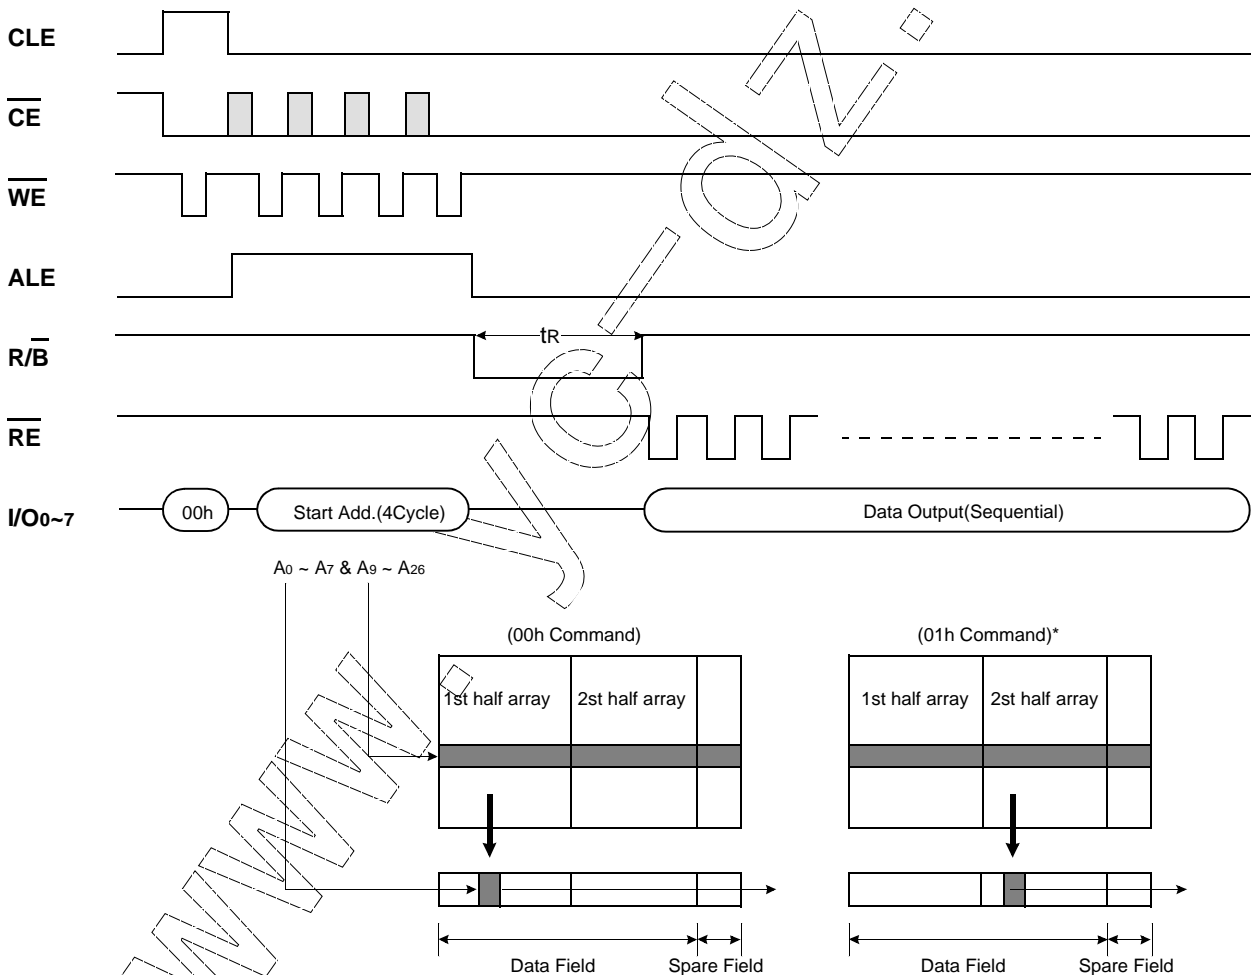 CLE
CE
WE
ALE
R/B
tR
RE
I/O0~7
00h
Start Add.(4Cycle)
Data Output(Sequential)
A0 ~ A7 & A9 ~ A26
(00h Command)
(01h Command)*
1st half array
2st half array
1st half array
2st half array
Data Field
Spare Field
Data Field
Spare Field